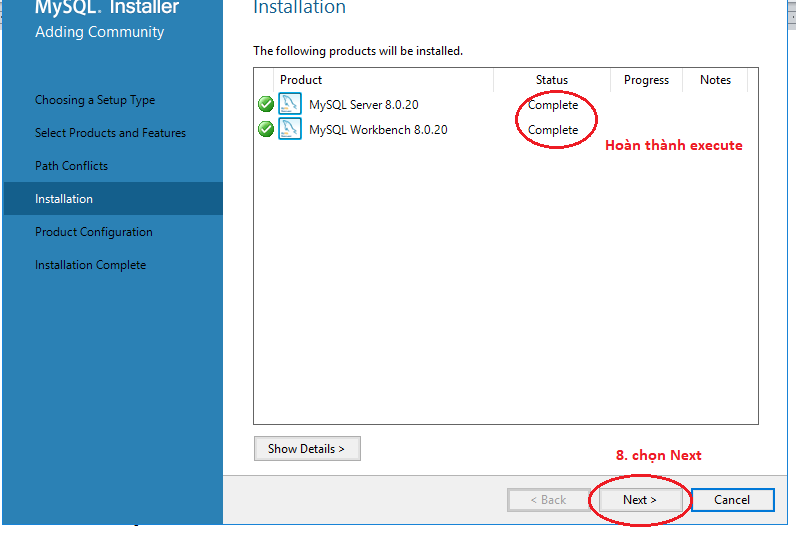 MySQL. Installer
Adding Community
Choosing a Setup Type
Select Products and Features
Path Conflicts
Installation
Product Configuration
Installation Complete
Installation
The following products will be installed.
Product Status Progress Notes
MySQL Server 8.0.20 Complete
MySQL Workbench 8.0.20 Complete
Hoàn thành execute
Show Details >
8. chọn Next
< Back Next > Cancel